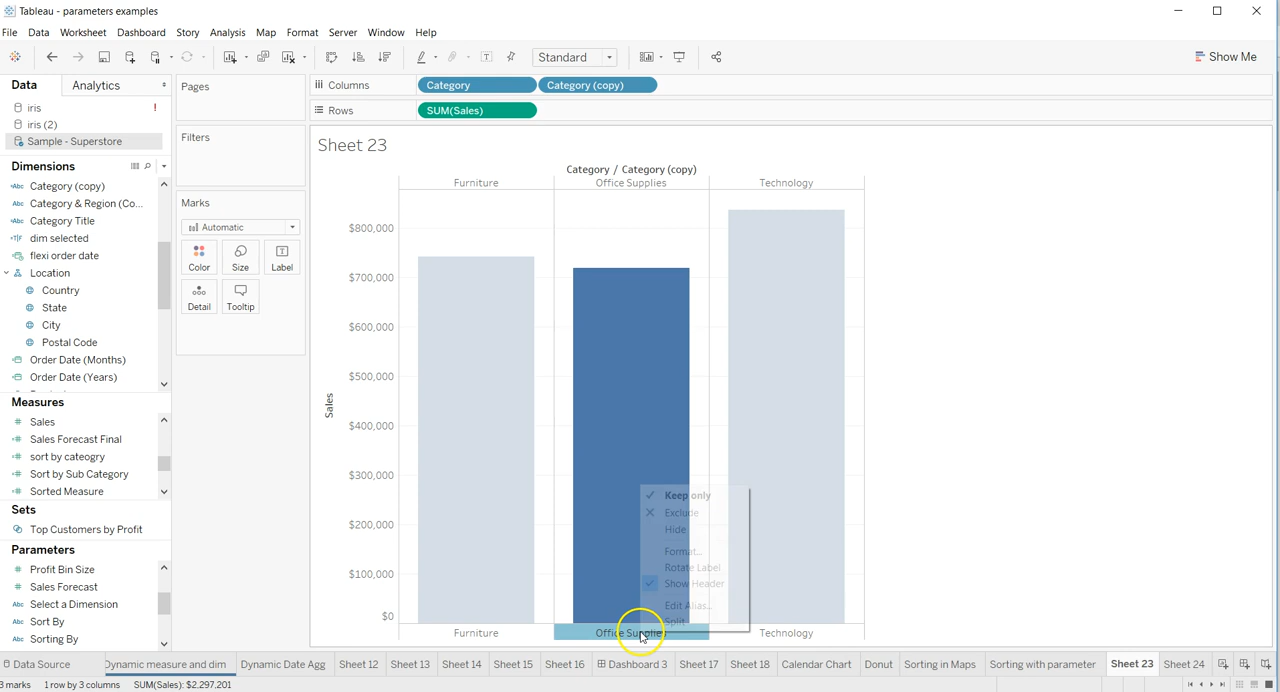 Tableau - parameters examples
File Data Worksheet Dashboard Story Analysis Map Format Server Window Help
Standard
Show Me
Data Analytics
iris !
iris (2)
Sample - Superstore
Dimensions
Category (copy)
Category & Region (Co...
Category Title
dim selected
flexi order date
Location
Country
State
City
Postal Code
Order Date (Months)
Order Date (Years)
Measures
Sales
Sales Forecast Final
sort by cateogry
Sort by Sub Category
Sorted Measure
Sets
Top Customers by Profit
Parameters
Profit Bin Size
Sales Forecast
Select a Dimension
Sort By
Sorting By
Pages
Filters
Marks
Automatic
Color Size Label
Detail Tooltip
Columns Category Category (copy)
Rows SUM(Sales)
Sheet 23
Category / Category (copy)
Furniture Office Supplies Technology
Sales
$800,000
$700,000
$600,000
$500,000
$400,000
$300,000
$200,000
$100,000
$0
Keep only
Exclude
Hide
Format...
Rotate Label
Show Header
Edit Alias...
Split
Furniture Office Supplies Technology
Data Source Dynamic measure and dim Dynamic Date Agg Sheet 12 Sheet 13 Sheet 14 Sheet 15 Sheet 16 Dashboard 3 Sheet 17 Sheet 18 Calendar Chart Donut Sorting in Maps Sorting with parameter Sheet 23 Sheet 24
3 marks 1 row by 3 columns SUM(Sales): $2,297,201